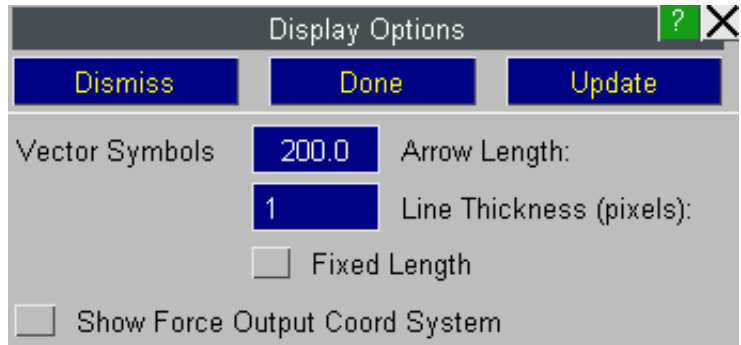 Display Options ? X
Dismiss Done Update
Vector Symbols 200.0 Arrow Length:
1 Line Thickness (pixels):
Fixed Length
Show Force Output Coord System